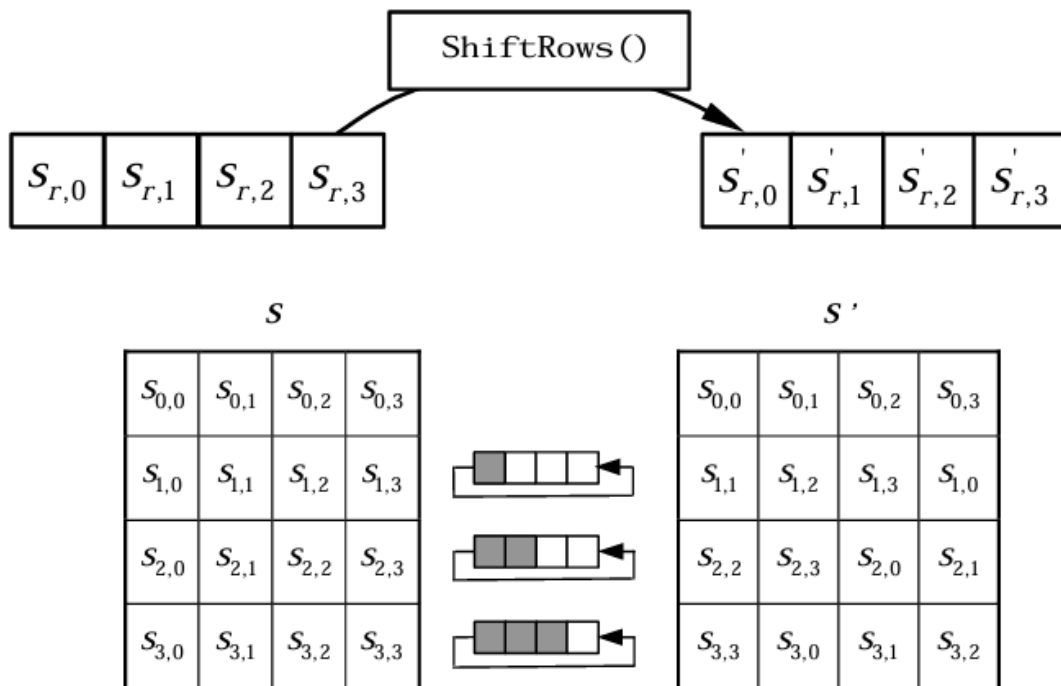 ShiftRows()
S_{r,0} S_{r,1} S_{r,2} S_{r,3} S'_{r,0} S'_{r,1} S'_{r,2} S'_{r,3}
S S '
S_{0,0} S_{0,1} S_{0,2} S_{0,3} S_{0,0} S_{0,1} S_{0,2} S_{0,3}
S_{1,0} S_{1,1} S_{1,2} S_{1,3} S_{1,1} S_{1,2} S_{1,3} S_{1,0}
S_{2,0} S_{2,1} S_{2,2} S_{2,3} S_{2,2} S_{2,3} S_{2,0} S_{2,1}
S_{3,0} S_{3,1} S_{3,2} S_{3,3} S_{3,3} S_{3,0} S_{3,1} S_{3,2}